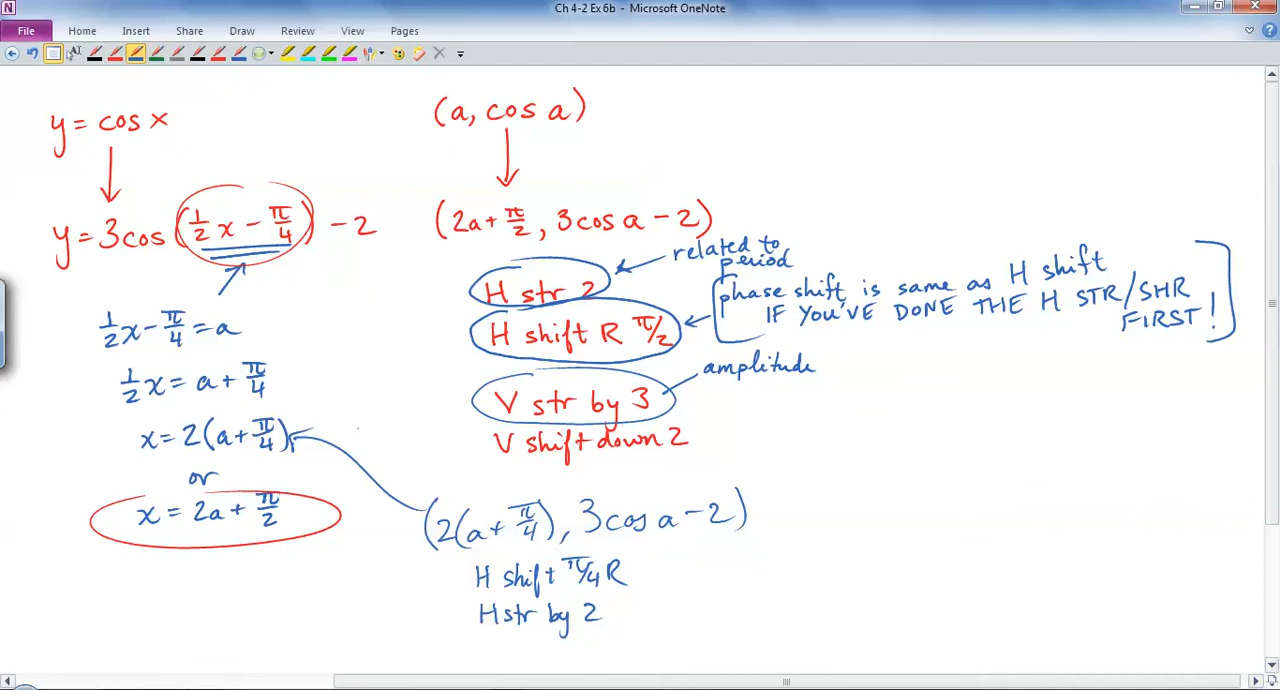 Ch 4-2 Ex 6b - Microsoft OneNote
File Home Insert Share Draw Review View Pages
y = cos x
(a, cos a)
y = 3cos (1/2 x - π/4) - 2
(2a + π/2, 3cos a - 2)
H str 2
related to
period
H shift R π/2
phase shift is same as H shift
IF YOU'VE DONE THE H STR/SHR
FIRST!
V str by 3
amplitude
V shift down 2
1/2 x - π/4 = a
1/2 x = a + π/4
x = 2(a + π/4)
or
x = 2a + π/2
(2(a + π/4), 3cos a - 2)
H shift π/4 R
H str by 2